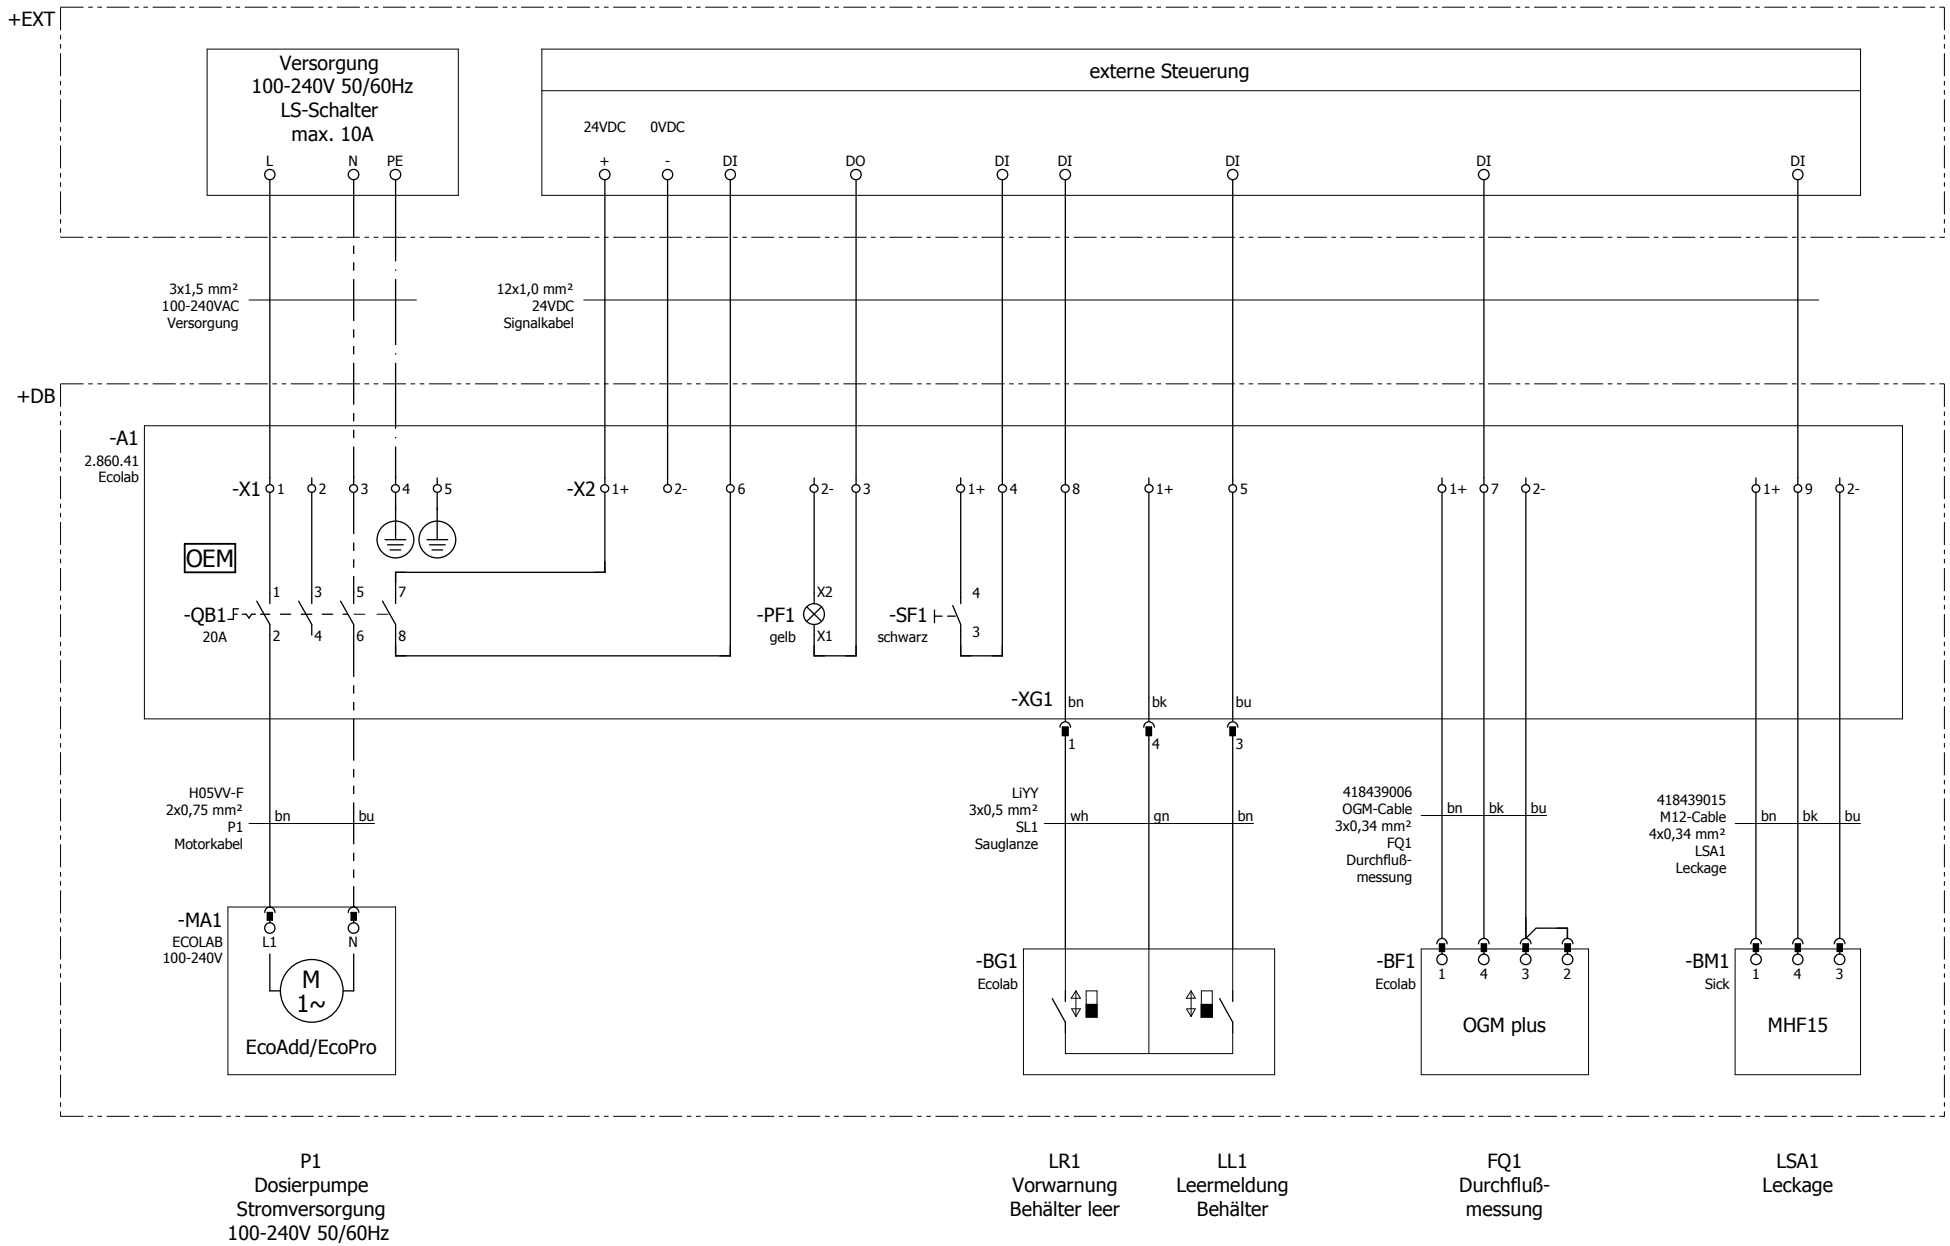 +EXT
Versorgung
100-240V 50/60Hz
LS-Schalter
max. 10A
L N PE
externe Steuerung
24VDC 0VDC
+ - DI DO DI DI DI DI DI
3x1,5 mm²
100-240VAC
Versorgung
12x1,0 mm²
24VDC
Signalkabel
+DB
-A1
2.860.41
Ecolab
-X1 1 2 3 4 5
-X2 1+ 2- 6 2- 3 1+ 4 8 1+ 5 1+ 7 2- 1+ 9 2-
OEM
1 3 5 7
-QB1
20A
2 4 6 8
X2
-PF1
gelb
X1
4
-SF1
schwarz
3
-XG1 bn bk bu
1 4 3
H05VV-F
2x0,75 mm²
P1
Motorkabel
bn bu
LiYY
3x0,5 mm²
SL1
Sauglanze
wh gn bn
418439006
OGM-Cable
3x0,34 mm²
FQ1
Durchfluß-
messung
bn bk bu
418439015
M12-Cable
4x0,34 mm²
LSA1
Leckage
bn bk bu
-MA1
ECOLAB
100-240V
L1 N
M
1~
EcoAdd/EcoPro
-BG1
Ecolab
-BF1
Ecolab
1 4 3 2
OGM plus
-BM1
Sick
1 4 3
MHF15
P1
Dosierpumpe
Stromversorgung
100-240V 50/60Hz
LR1
Vorwarnung
Behälter leer
LL1
Leermeldung
Behälter
FQ1
Durchfluß-
messung
LSA1
Leckage